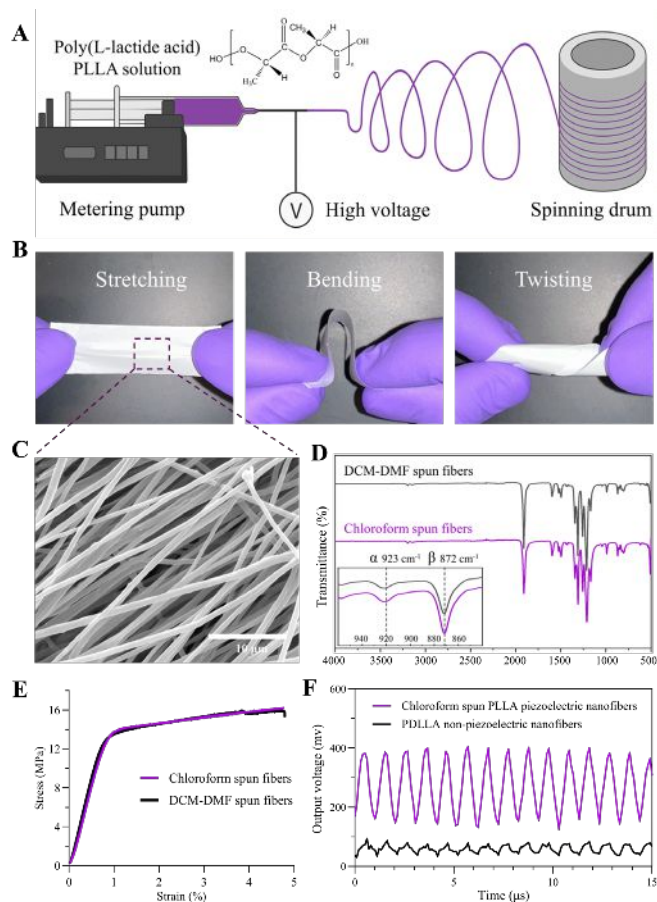 A
Poly(L-lactide acid)
PLLA solution
HO
O
H₃C
H
O
O
CH₃
H
O
OH
n
Metering pump
V
High voltage
Spinning drum
B
Stretching
Bending
Twisting
C
10 μm
D
DCM-DMF spun fibers
Chloroform spun fibers
Transmittance (%)
α 923 cm⁻¹ β 872 cm⁻¹
940 920 900 880 860
4000 3500 3000 2500 2000 1500 1000 500
E
Stress (MPa)
16
12
8
4
0
Chloroform spun fibers
DCM-DMF spun fibers
0 1 2 3 4 5
Strain (%)
F
Output voltage (mv)
600
400
200
0
Chloroform spun PLLA piezoelectric nanofibers
PDLLA non-piezoelectric nanofibers
0 5 10 15
Time (μs)